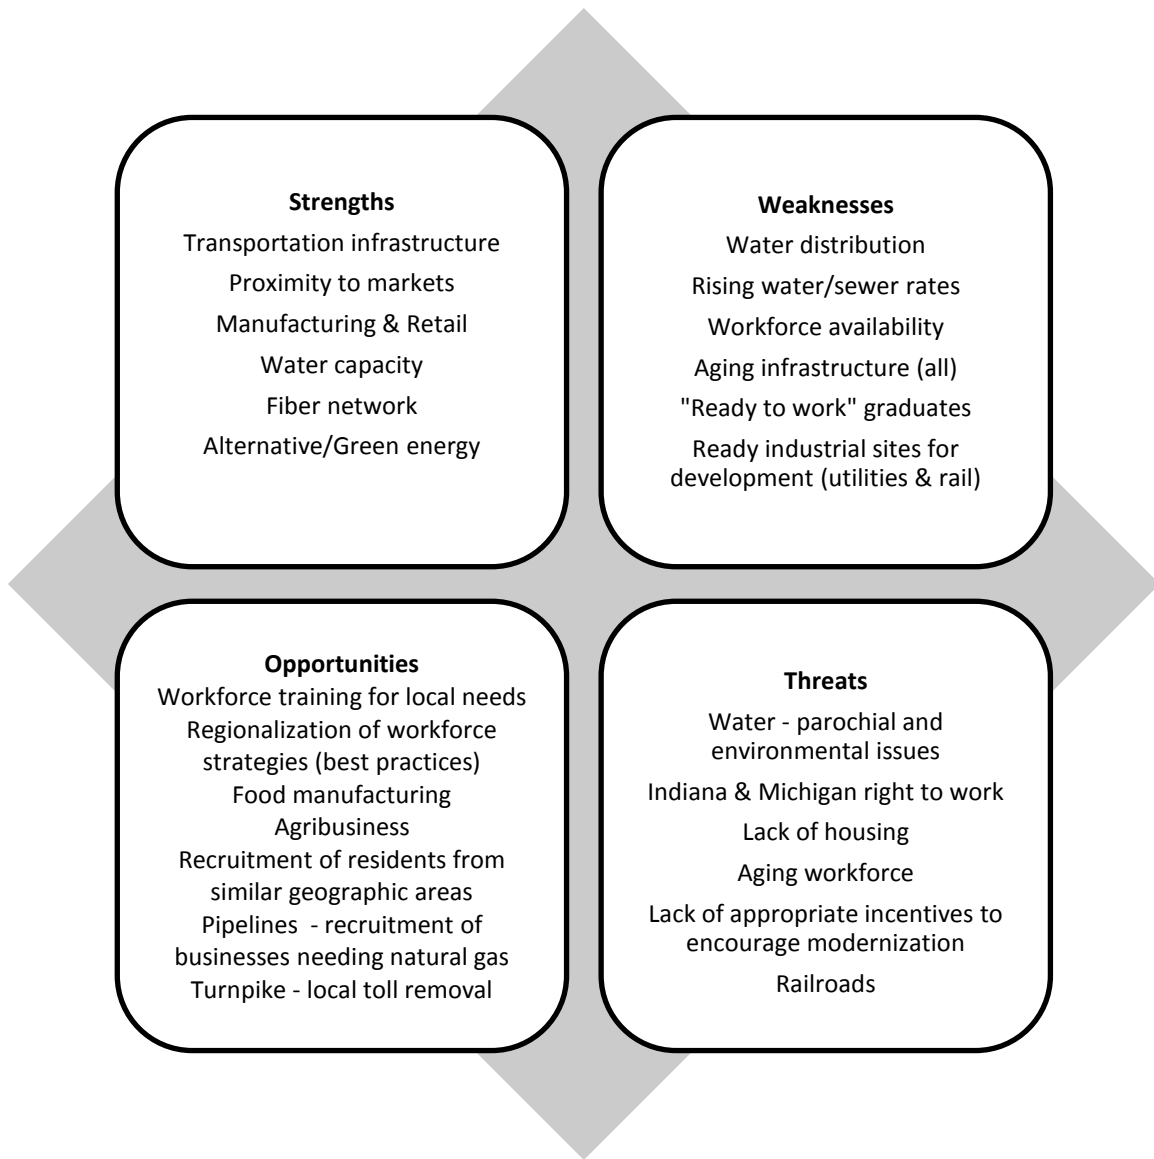 Strengths
Transportation infrastructure
Proximity to markets
Manufacturing & Retail
Water capacity
Fiber network
Alternative/Green energy
Weaknesses
Water distribution
Rising water/sewer rates
Workforce availability
Aging infrastructure (all)
"Ready to work" graduates
Ready industrial sites for
development (utilities & rail)
Opportunities
Workforce training for local needs
Regionalization of workforce
strategies (best practices)
Food manufacturing
Agribusiness
Recruitment of residents from
similar geographic areas
Pipelines - recruitment of
businesses needing natural gas
Turnpike - local toll removal
Threats
Water - parochial and
environmental issues
Indiana & Michigan right to work
Lack of housing
Aging workforce
Lack of appropriate incentives to
encourage modernization
Railroads